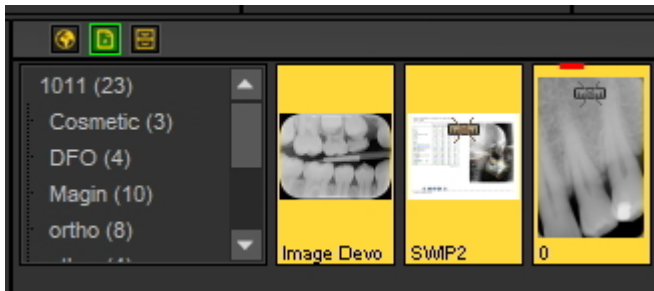 1011 (23)
Cosmetic (3)
DFO (4)
Magin (10)
ortho (8)
Image Devo
SWIP2
0